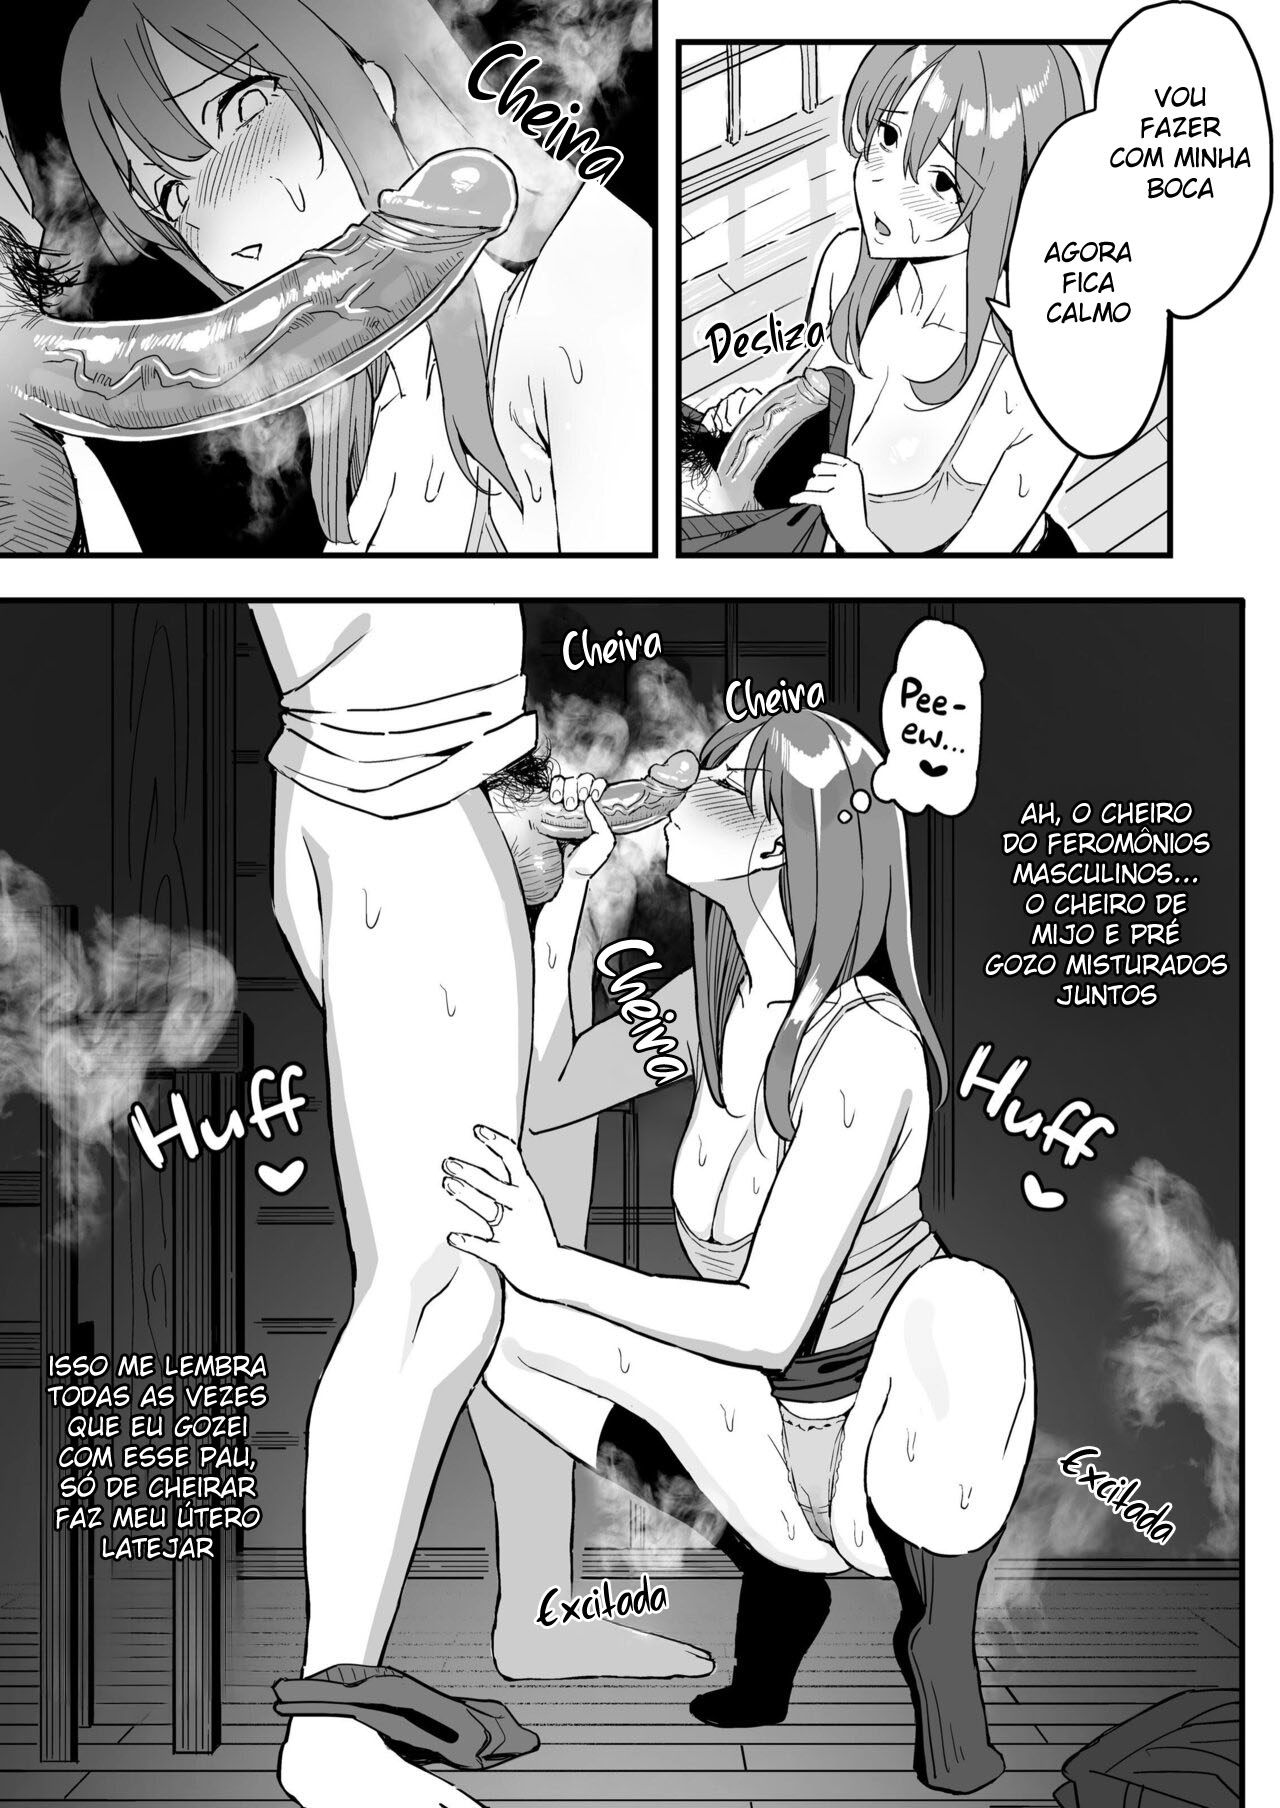 VOU
FAZER
COM MINHA
BOCA
AGORA
FICA
CALMO
Desliza
Cheira
Cheira
Cheira
Pee-
ew...
AH, O CHEIRO
DO FEROMÔNIOS
MASCULINOS...
O CHEIRO DE
MIJO E PRÉ
GOZO MISTURADOS
JUNTOS
Cheira
Huff
Huff
ISSO ME LEMBRA
TODAS AS VEZES
QUE EU GOZEI
COM ESSE PAU,
SÓ DE CHEIRAR
FAZ MEU ÚTERO
LATEJAR
Excitada
Excitada